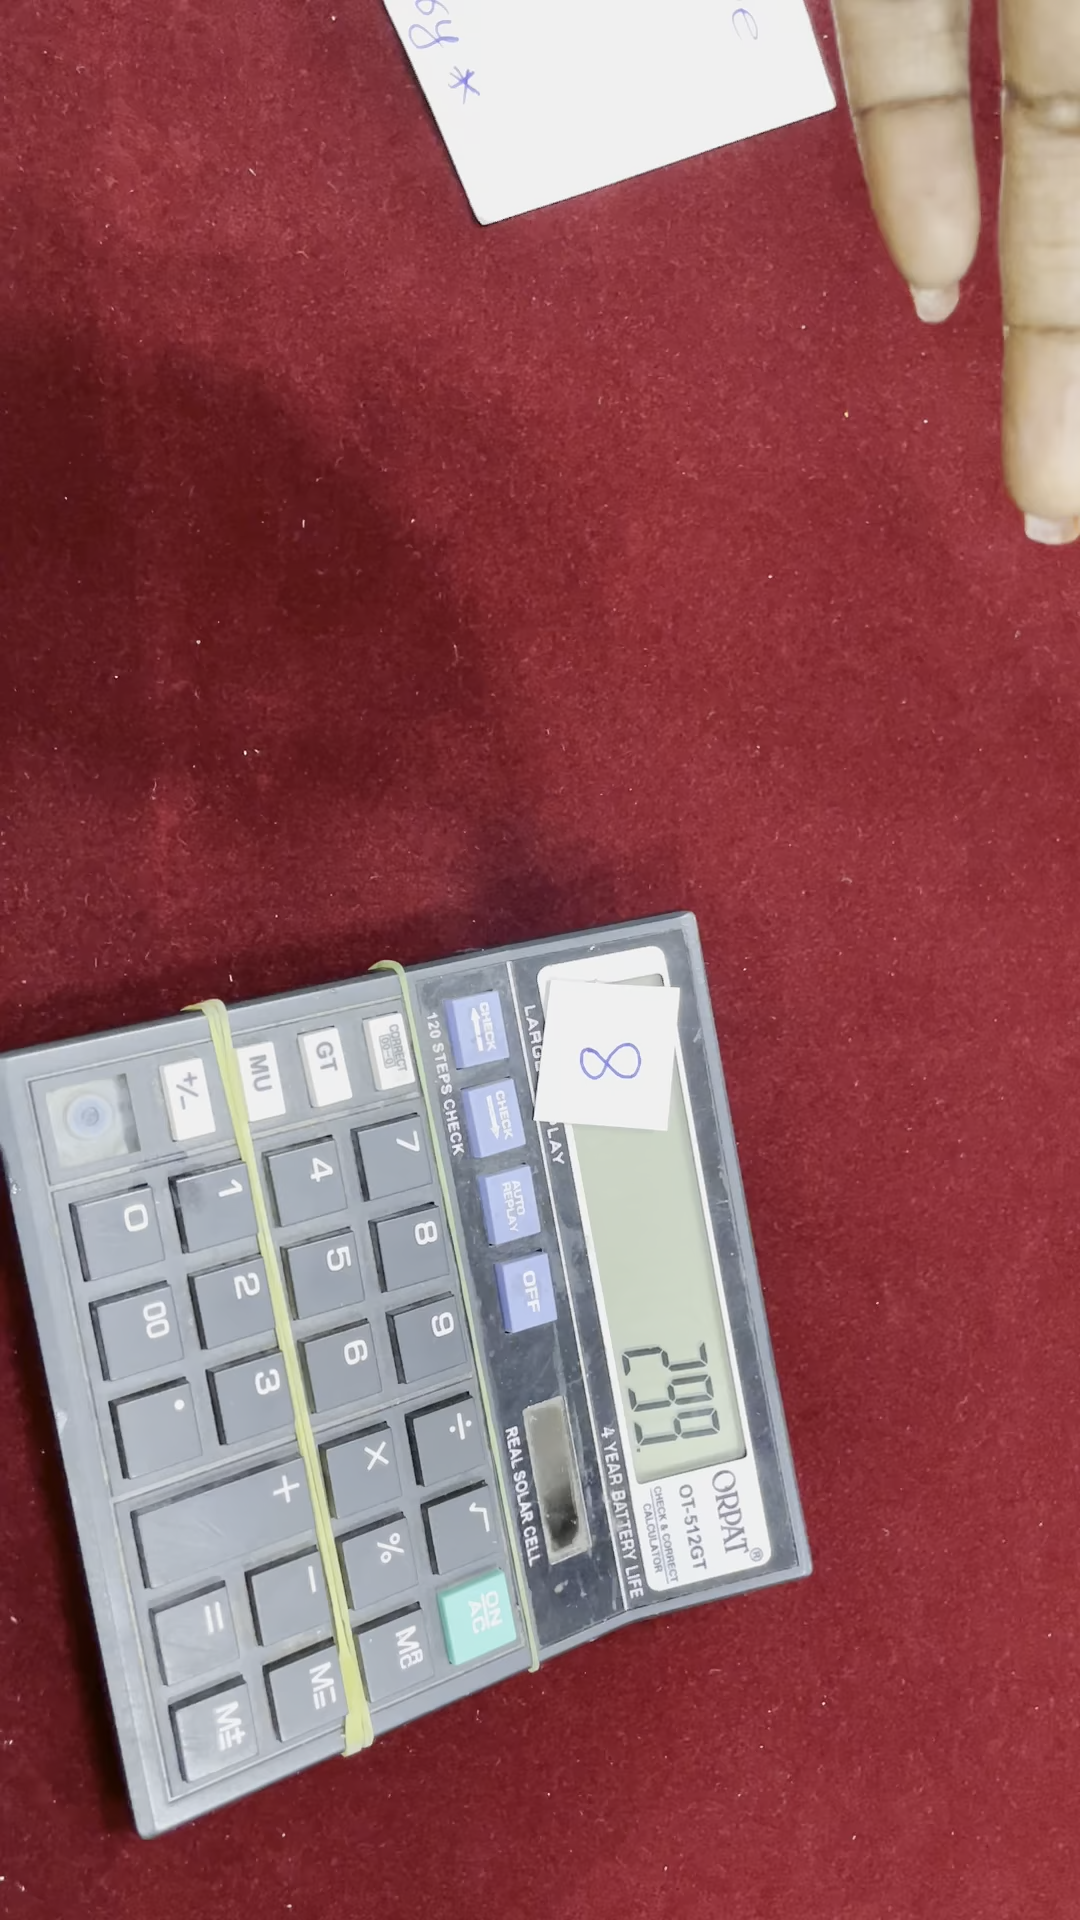 ORPAT®
OT-512GT
CHECK & CORRECT
CALCULATOR
8
4 YEAR BATTERY LIFE
REAL SOLAR CELL
CHECK
CHECK
AUTO
REPLAY
OFF
120 STEPS CHECK
CORRECT
7 8 9 ÷ √ ON
AC
GT 4 5 6 × % MR
MC
MU 1 2 3 + − M=
+/− 0 00 . = M±
*